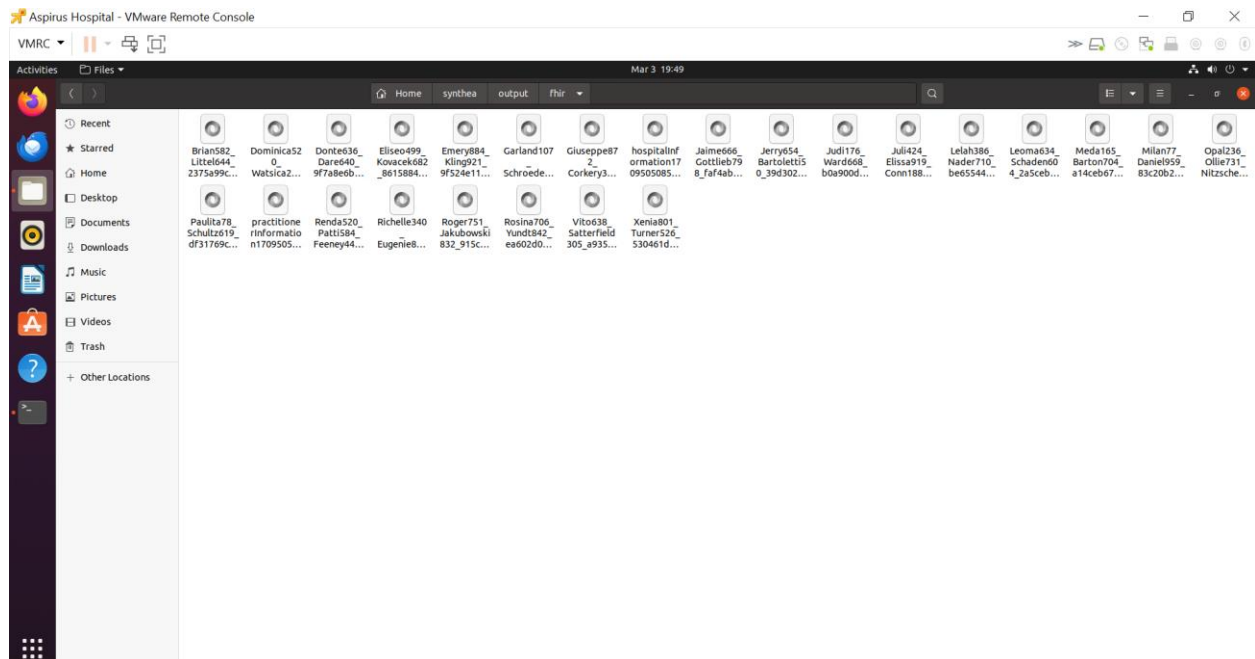 Aspirus Hospital - VMware Remote Console
VMRC
Activities
Files
Mar 3 19:49
Home
synthea
output
fhir
Recent
Starred
Home
Desktop
Documents
Downloads
Music
Pictures
Videos
Trash
+ Other Locations
Brian582_
Littel644_
2375a99c...
Dominica52
0_
Watsica2...
Donte636_
Dare640_
9f7a8e6b...
Eliseo499_
Kovacek682
_8615884...
Emery884_
Kling921_
9f524e11...
Garland107
_
Schroede...
Giuseppe87
2_
Corkery3...
hospitalInf
ormation17
09505085...
Jaime666_
Gottlieb79
8_faf4ab...
Jerry654_
Bartoletti5
0_39d302...
Judi176_
Ward668_
b0a900d...
Juli424_
Elissa919_
Conn188...
Lelah386_
Nader710_
be65544...
Leoma634_
Schaden60
4_2a5ceb...
Meda165_
Barton704_
a14ceb67...
Milan77_
Daniel959_
83c20b2...
Opal236_
Ollie731_
Nitzsche...
Paulita78_
Schultz619_
df31769c...
practitione
rInformatio
n1709505...
Renda520_
Patti584_
Feeney44...
Richelle340
_
Eugenie8...
Roger751_
Jakubowski
832_915c...
Rosina706_
Yundt842_
ea602d0...
Vito638_
Satterfield
305_a935...
Xenia801_
Turner526_
530461d...